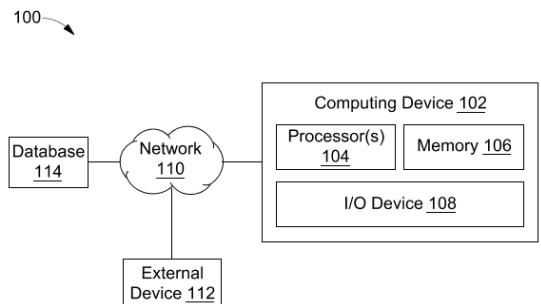 100
Computing Device 102
Processor(s)
104
Memory 106
I/O Device 108
Network
110
Database
114
External
Device 112